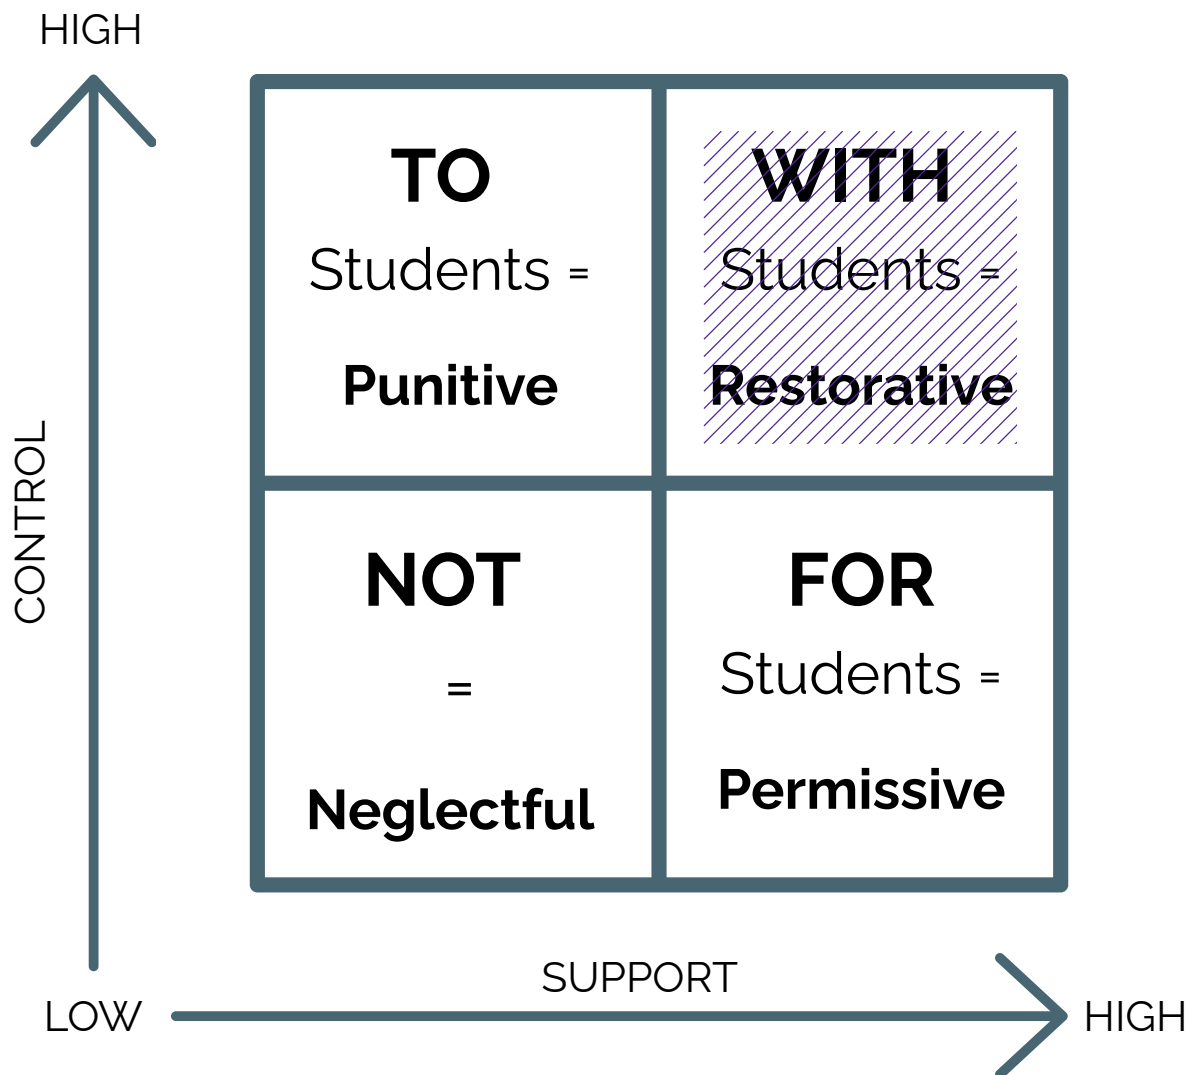 HIGH
TO
Students =
Punitive
WITH
Students =
Restorative
CONTROL
NOT
=
Neglectful
FOR
Students =
Permissive
SUPPORT
LOW
HIGH